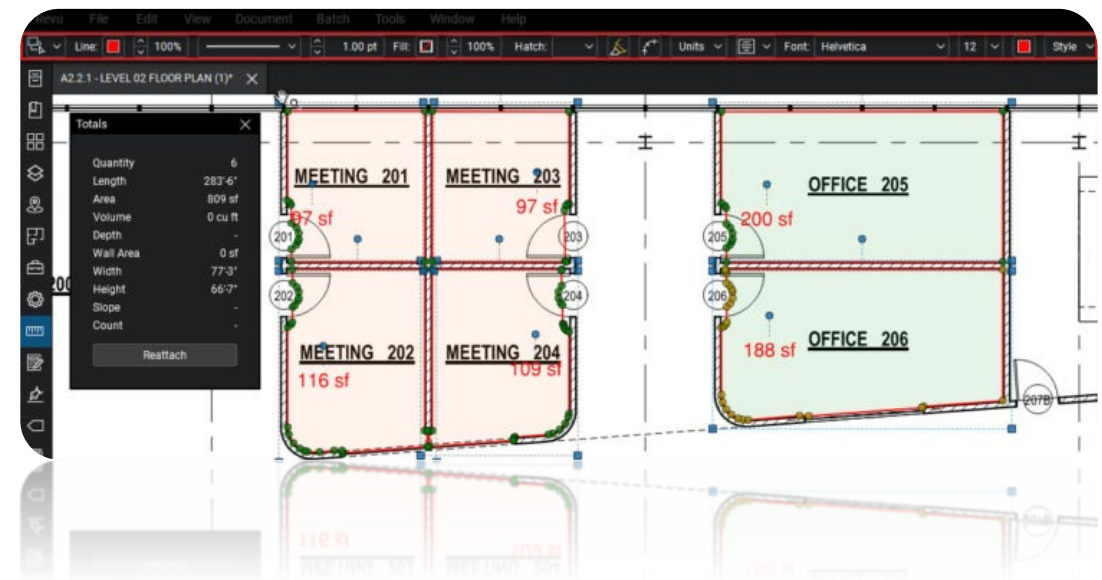 Revu File Edit View Document Batch Tools Window Help
Line: 100% 1.00 pt Fill: 100% Hatch: Units Font: Helvetica 12 Style
A2.2.1 - LEVEL 02 FLOOR PLAN (1)*
Totals
Quantity 6
Length 283'-6"
Area 809 sf
Volume 0 cu ft
Depth -
Wall Area 0 sf
Width 77'-3"
Height 66'-7"
Slope -
Count -
Reattach
200
MEETING 201
97 sf
201
MEETING 203
97 sf
203
OFFICE 205
200 sf
205
202
MEETING 202
116 sf
204
MEETING 204
109 sf
206
OFFICE 206
188 sf
207B